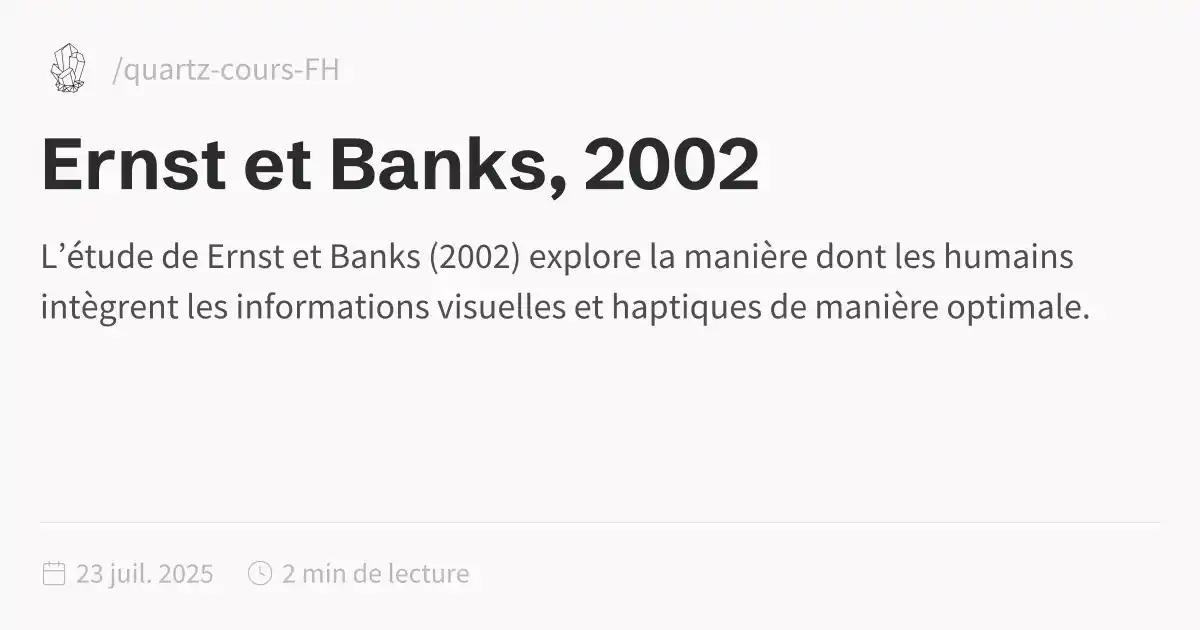 /quartz-cours-FH
Ernst et Banks, 2002
L’étude de Ernst et Banks (2002) explore la manière dont les humains
intègrent les informations visuelles et haptiques de manière optimale.
23 juil. 2025 2 min de lecture